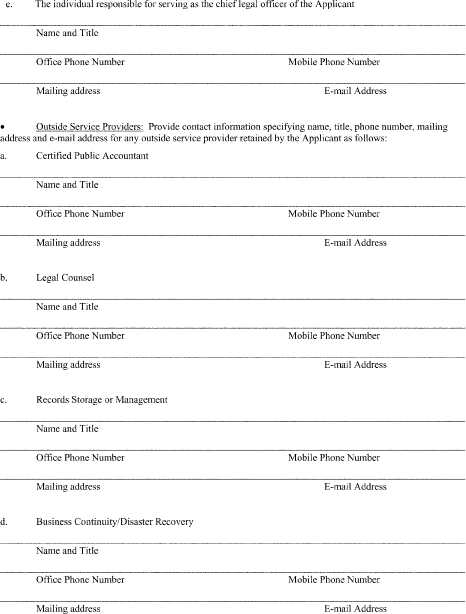 e. The individual responsible for serving as the chief legal officer of the Applicant
Name and Title
Office Phone Number Mobile Phone Number
Mailing address E-mail Address
• Outside Service Providers: Provide contact information specifying name, title, phone number, mailing
address and e-mail address for any outside service provider retained by the Applicant as follows:
a. Certified Public Accountant
Name and Title
Office Phone Number Mobile Phone Number
Mailing address E-mail Address
b. Legal Counsel
Name and Title
Office Phone Number Mobile Phone Number
Mailing address E-mail Address
c. Records Storage or Management
Name and Title
Office Phone Number Mobile Phone Number
Mailing address E-mail Address
d. Business Continuity/Disaster Recovery
Name and Title
Office Phone Number Mobile Phone Number
Mailing address E-mail Address